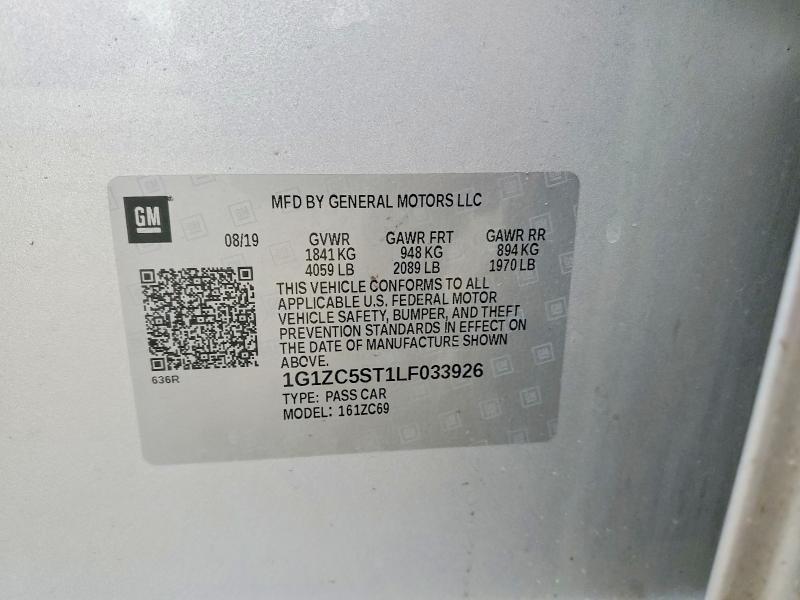 GM
MFD BY GENERAL MOTORS LLC
08/19 GVWR GAWR FRT GAWR RR
1841 KG 948 KG 894 KG
4059 LB 2089 LB 1970 LB
THIS VEHICLE CONFORMS TO ALL
APPLICABLE U.S. FEDERAL MOTOR
VEHICLE SAFETY, BUMPER, AND THEFT
PREVENTION STANDARDS IN EFFECT ON
THE DATE OF MANUFACTURE SHOWN
ABOVE.
636R
1G1ZC5ST1LF033926
TYPE: PASS CAR
MODEL: 161ZC69